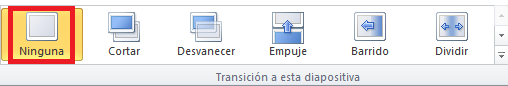 Ninguna Cortar Desvanecer Empuje Barrido Dividir
Transición a esta diapositiva